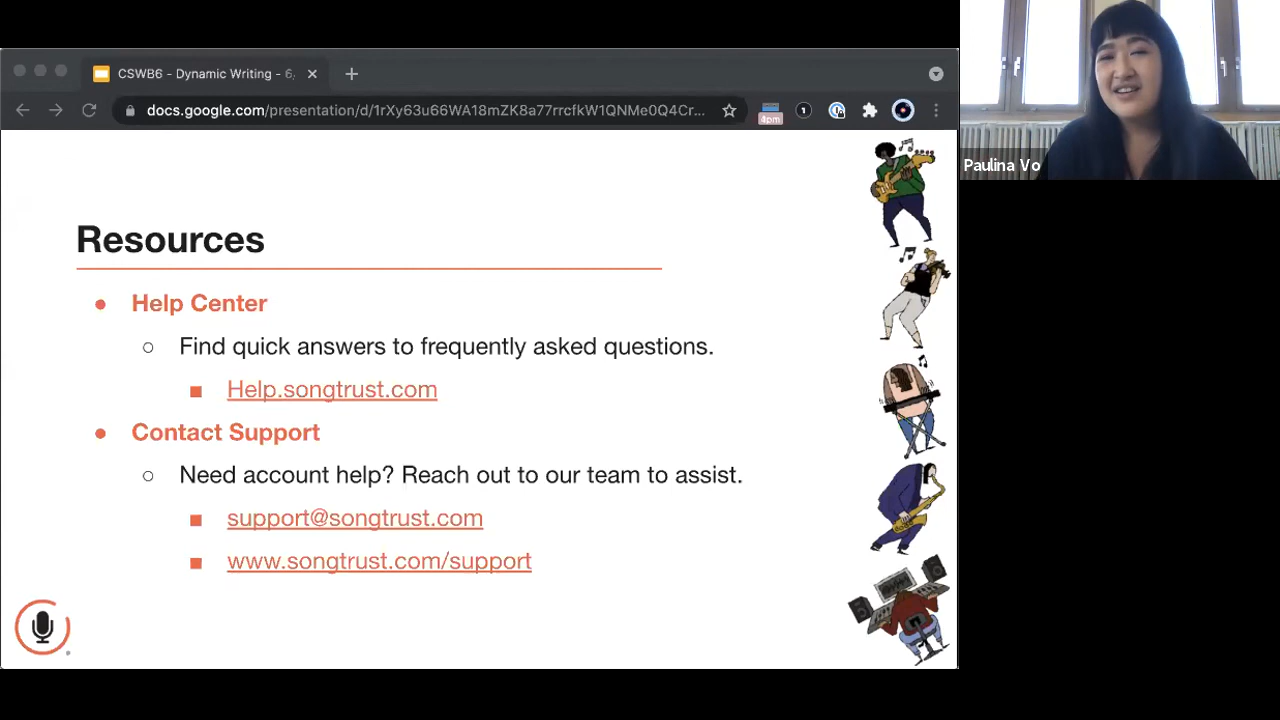 CSWB6 - Dynamic Writing - 6,
docs.google.com/presentation/d/1rXy63u66WA18mZK8a77rrcfkW1QNMe0Q4Cr...
4pm
1
Paulina Vo
Resources
Help Center
Find quick answers to frequently asked questions.
Help.songtrust.com
Contact Support
Need account help? Reach out to our team to assist.
support@songtrust.com
www.songtrust.com/support